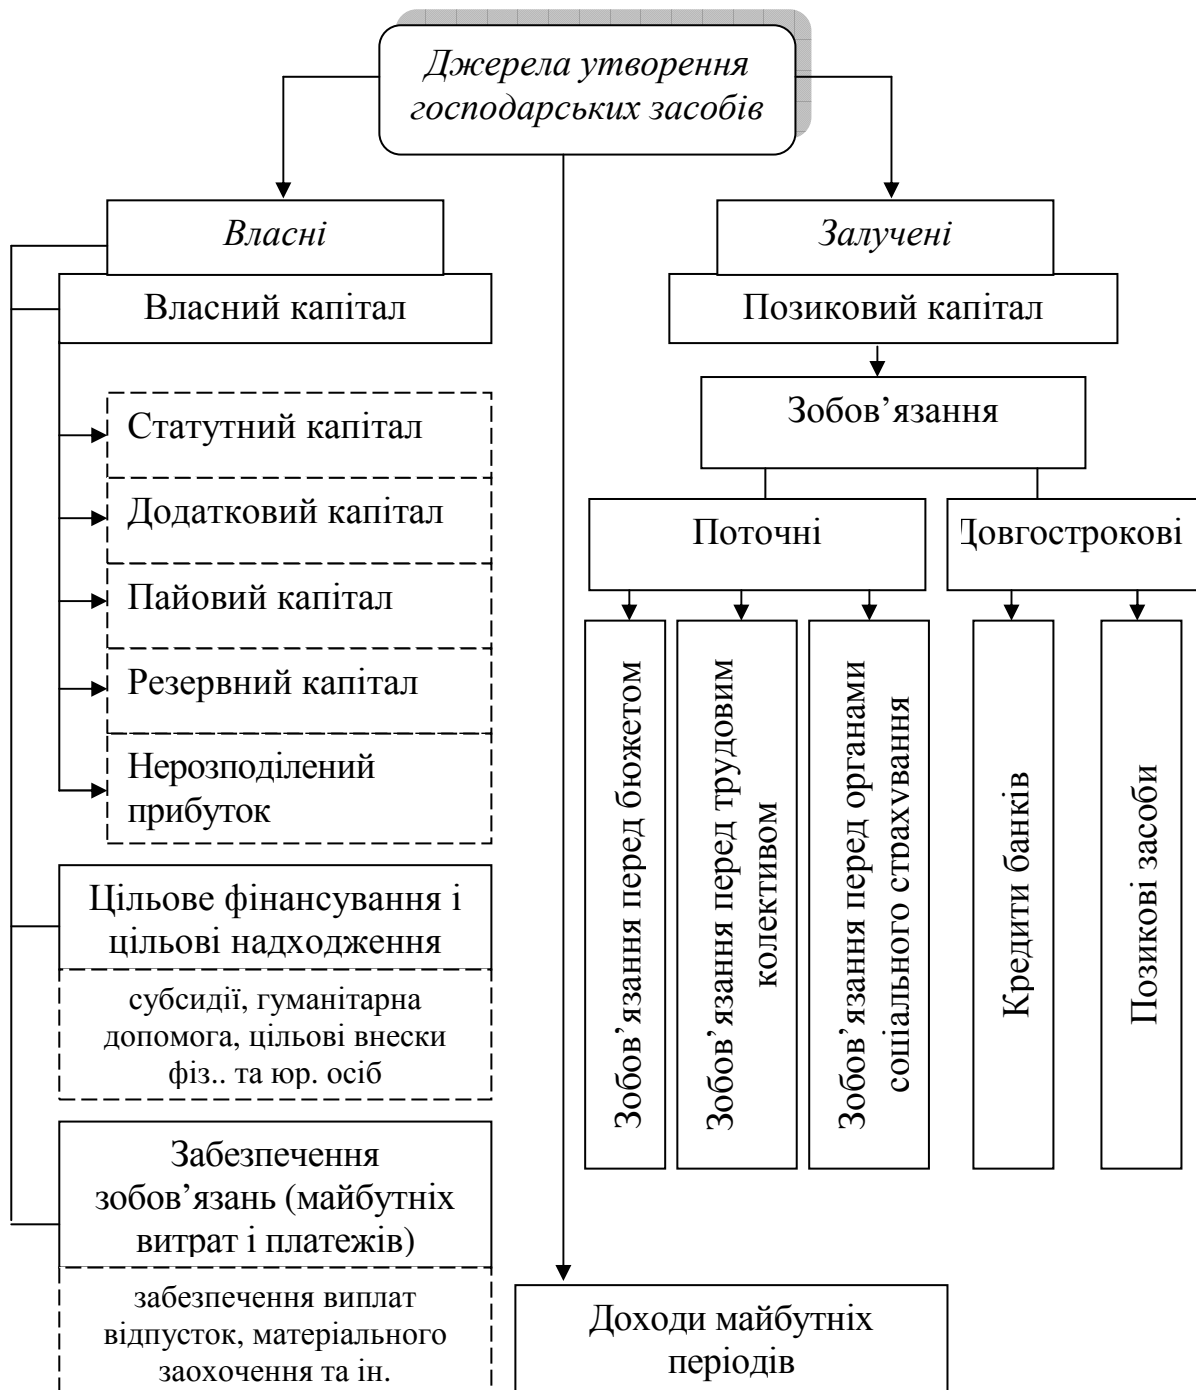 Джерела утворення
господарських засобів
Власні
Залучені
Власний капітал
Позиковий капітал
Статутний капітал
Додатковий капітал
Пайовий капітал
Резервний капітал
Нерозподілений
прибуток
Цільове фінансування і
цільові надходження
субсидії, гуманітарна
допомога, цільові внески
фіз.. та юр. осіб
Забезпечення
зобов’язань (майбутніх
витрат і платежів)
забезпечення виплат
відпусток, матеріального
заохочення та ін.
Зобов’язання
Поточні
Довгострокові
Зобов’язання перед бюжетом
Зобов’язання перед трудовим
колективом
Зобов’язання перед органами
соціального страхування
Кредити банків
Позикові засоби
Доходи майбутніх
періодів